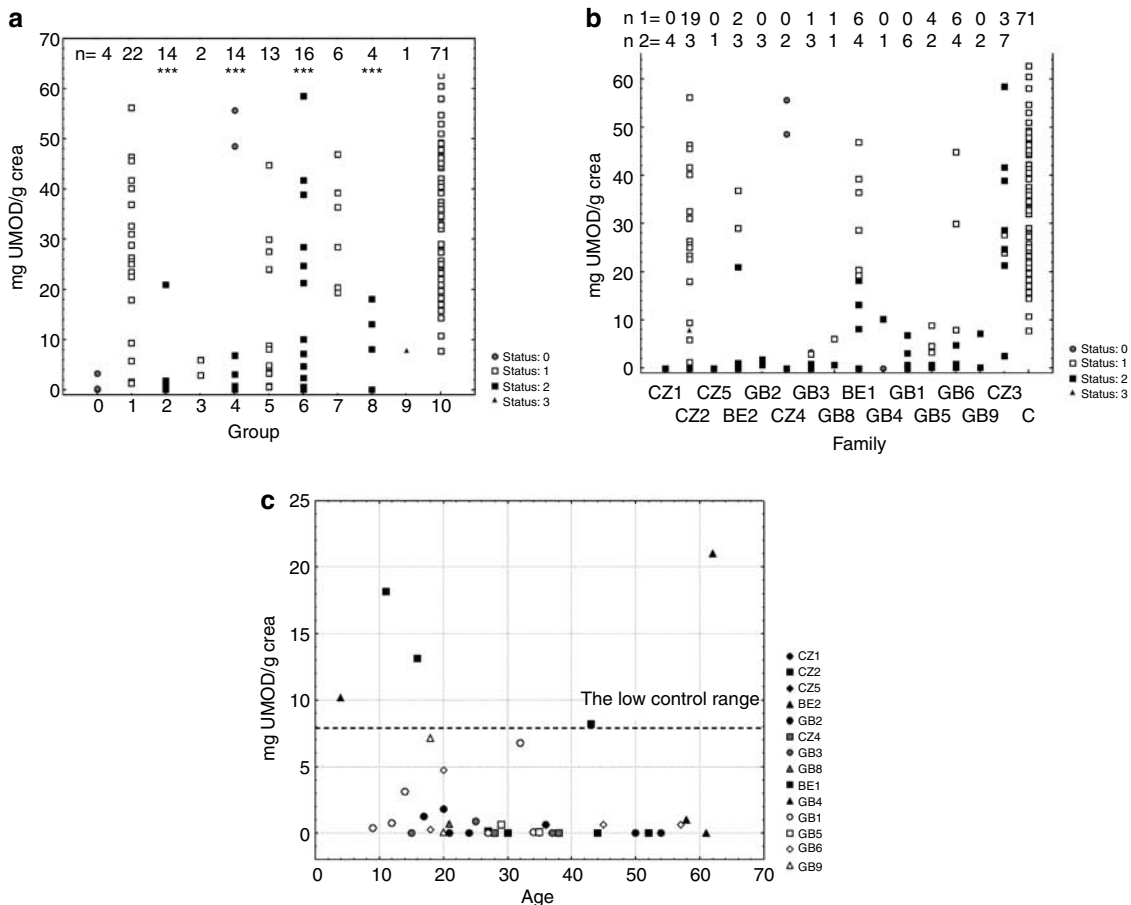 a
n= 4 22 14 2 14 13 16 6 4 1 71
*** *** *** ***
70
60
50
40
30
20
10
0
mg UMOD/g crea
0 1 2 3 4 5 6 7 8 9 10
Group
Status: 0
Status: 1
Status: 2
Status: 3
b
n 1= 0 19 0 2 0 0 1 1 6 0 0 4 6 0 3 71
n 2= 4 3 1 3 3 2 3 1 4 1 6 2 4 2 7
60
50
40
30
20
10
0
mg UMOD/g crea
CZ1 CZ5 GB2 GB3 BE1 GB1 GB6 CZ3
CZ2 BE2 CZ4 GB8 GB4 GB5 GB9 C
Family
Status: 0
Status: 1
Status: 2
Status: 3
c
25
20
15
10
5
0
mg UMOD/g crea
The low control range
0 10 20 30 40 50 60 70
Age
CZ1
CZ2
CZ5
BE2
GB2
CZ4
GB3
GB8
BE1
GB4
GB1
GB5
GB6
GB9